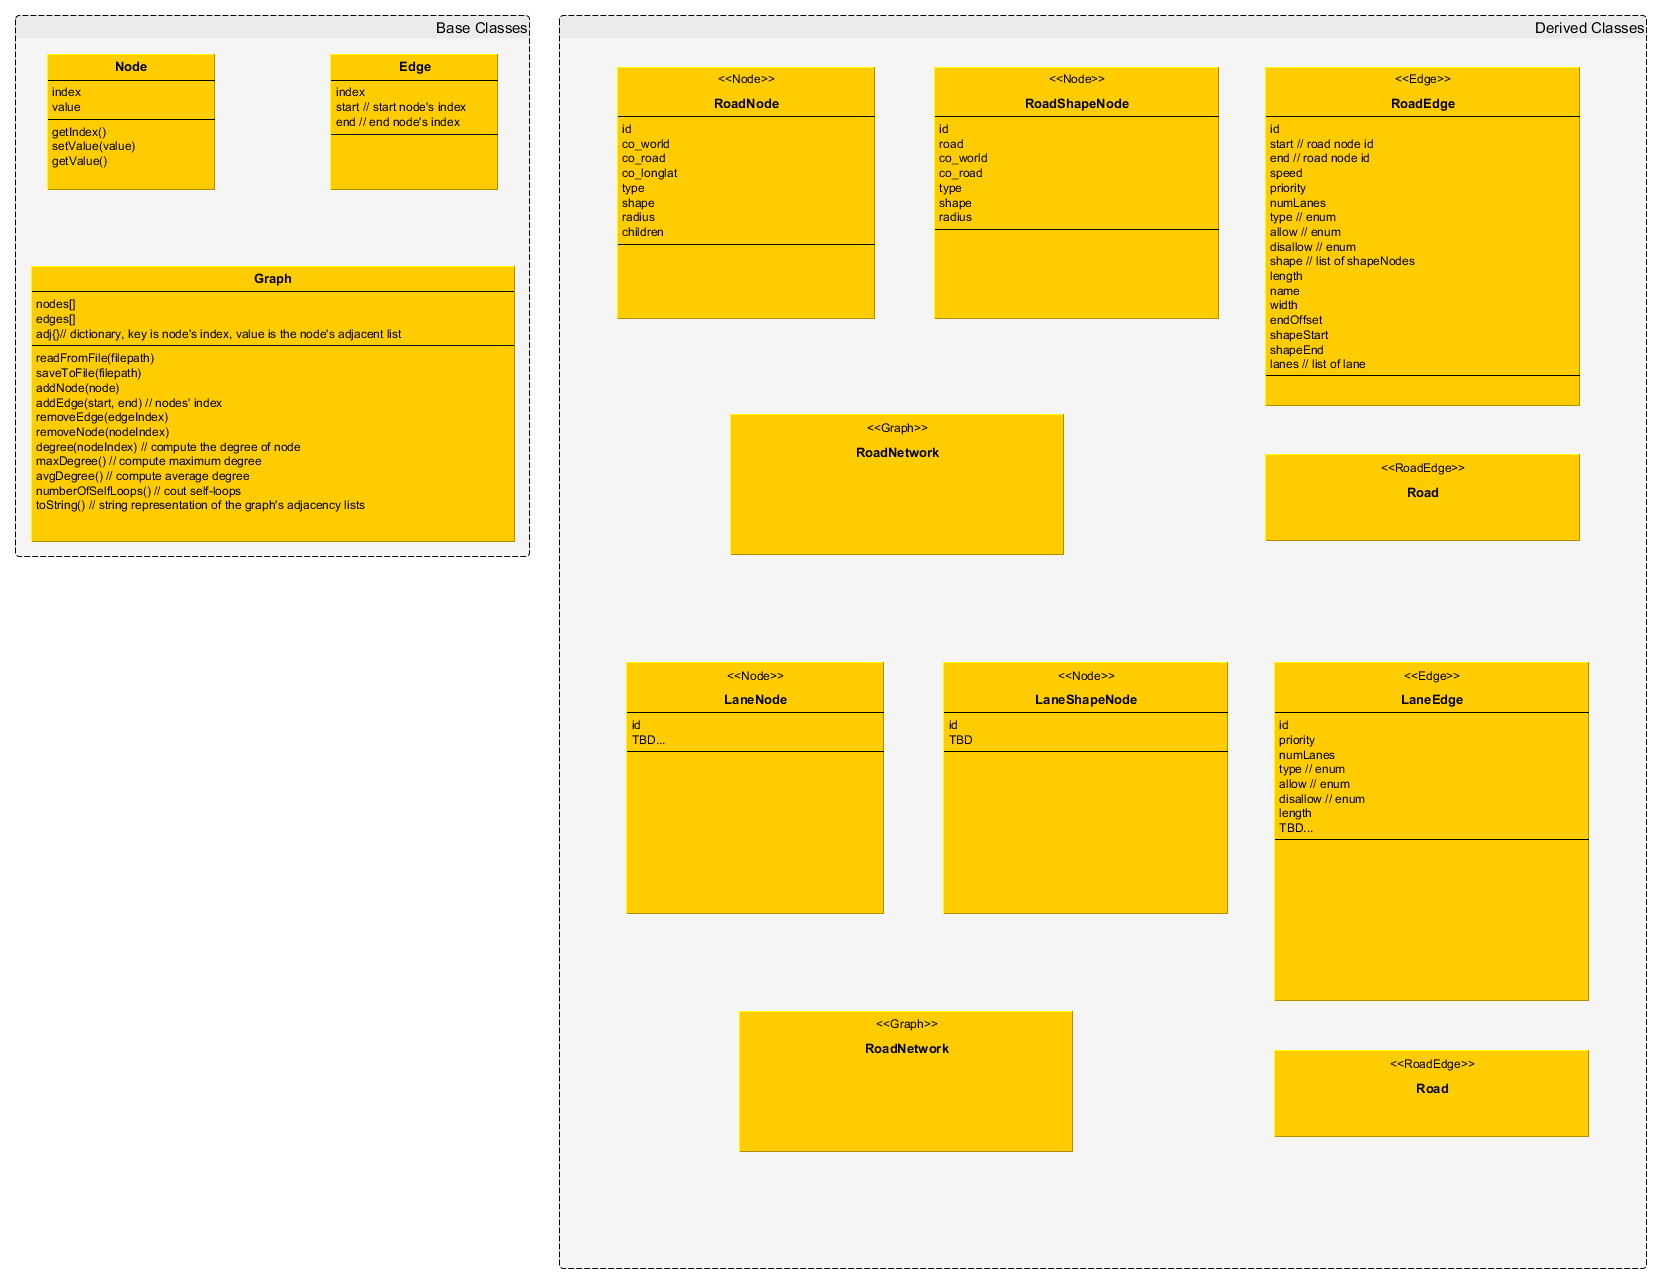 Base Classes
Node
index
value
getIndex()
setValue(value)
getValue()
Edge
index
start // start node's index
end // end node's index
Graph
nodes[]
edges[]
adj{}// dictionary, key is node's index, value is the node's adjacent list
readFromFile(filepath)
saveToFile(filepath)
addNode(node)
addEdge(start, end) // nodes' index
removeEdge(edgeIndex)
removeNode(nodeIndex)
degree(nodeIndex) // compute the degree of node
maxDegree() // compute maximum degree
avgDegree() // compute average degree
numberOfSelfLoops() // cout self-loops
toString() // string representation of the graph's adjacency lists
Derived Classes
<<Node>>
RoadNode
id
co_world
co_road
co_longlat
type
shape
radius
children
<<Node>>
RoadShapeNode
id
road
co_world
co_road
type
shape
radius
<<Edge>>
RoadEdge
id
start // road node id
end // road node id
speed
priority
numLanes
type // enum
allow // enum
disallow // enum
shape // list of shapeNodes
length
name
width
endOffset
shapeStart
shapeEnd
lanes // list of lane
<<Graph>>
RoadNetwork
<<RoadEdge>>
Road
<<Node>>
LaneNode
id
TBD...
<<Node>>
LaneShapeNode
id
TBD
<<Edge>>
LaneEdge
id
priority
numLanes
type // enum
allow // enum
disallow // enum
length
TBD...
<<Graph>>
RoadNetwork
<<RoadEdge>>
Road